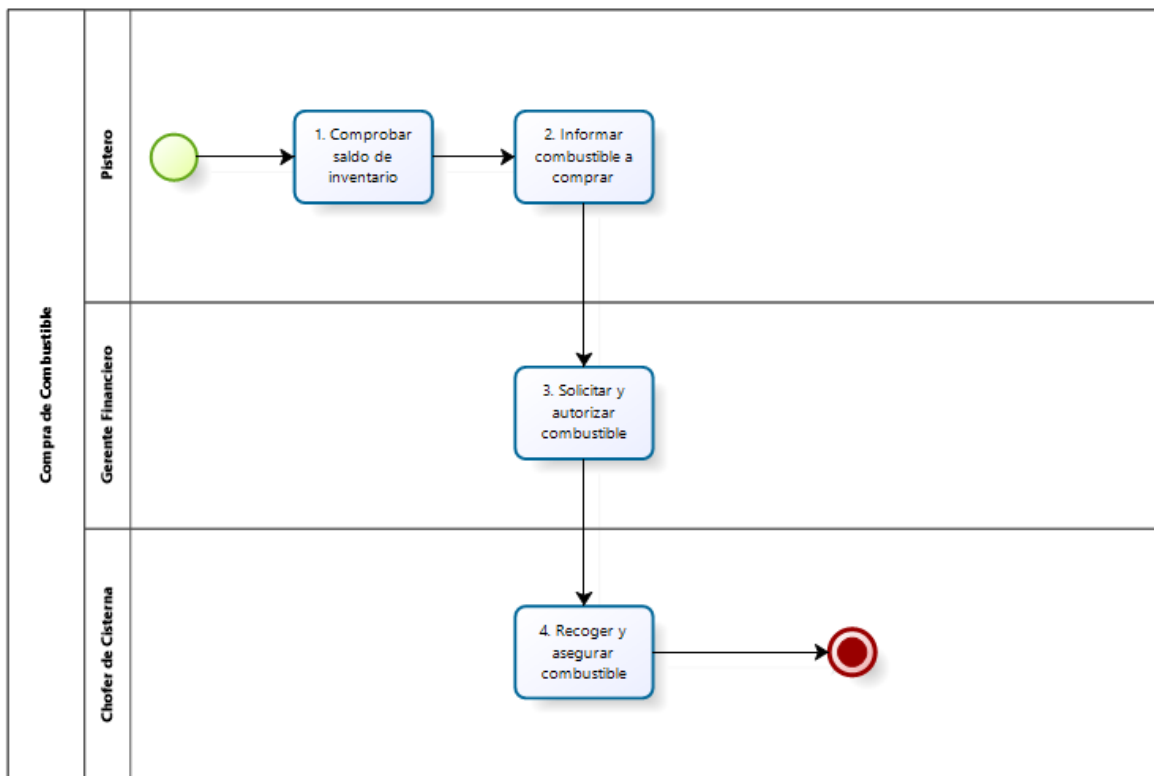 Compra de Combustible
Pistero
1. Comprobar
saldo de
inventario
2. Informar
combustible a
comprar
Gerente Financiero
3. Solicitar y
autorizar
combustible
Chofer de Cisterna
4. Recoger y
asegurar
combustible